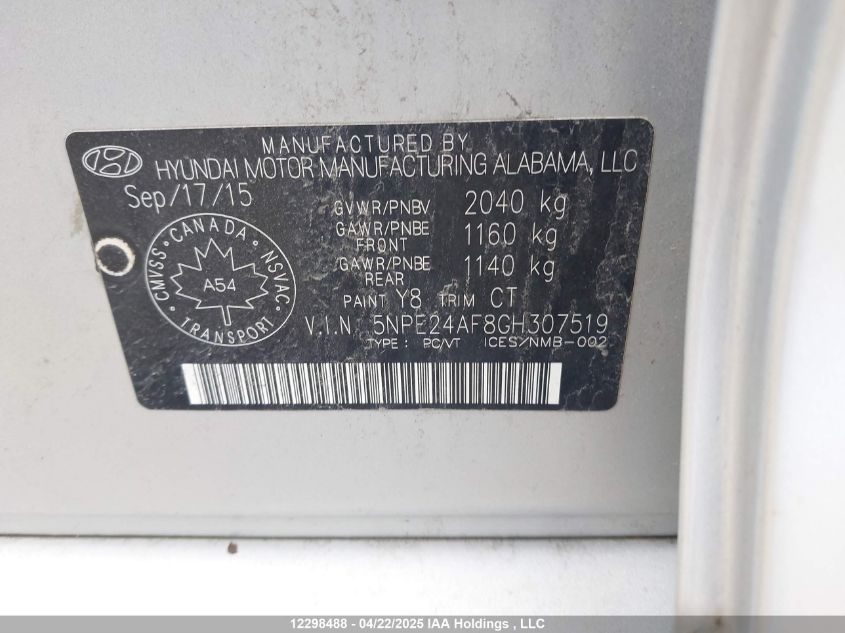 MANUFACTURED BY
HYUNDAI MOTOR MANUFACTURING ALABAMA, LLC
Sep/17/15
GVWR/PNBV 2040 kg
GAWR/PNBE FRONT 1160 kg
GAWR/PNBE REAR 1140 kg
PAINT Y8 TRIM CT
V.I.N. 5NPE24AF8GH307519
TYPE: PC/VT ICES/NMB-002
CANADA
CMVSS
NSVAC
A54
TRANSPORT
12298488 - 04/22/2025 IAA Holdings , LLC